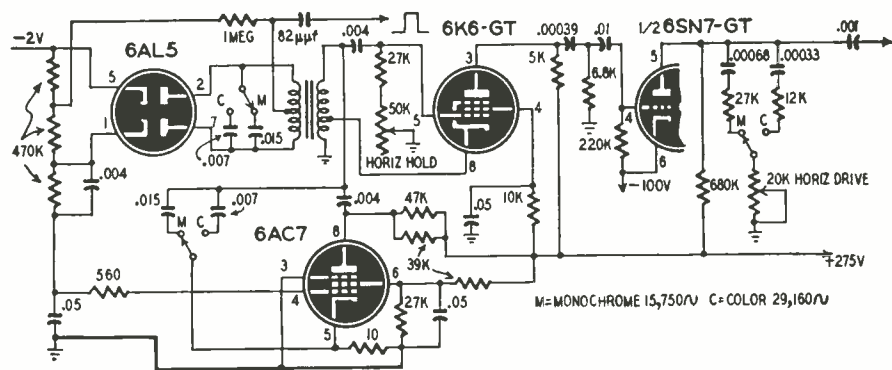 -2V
6AL5
1MEG
82μμf
.004
6K6-GT
.00039
.01
1/2 6SN7-GT
.001
5
2
1
7
470K
.004
C
M
.007
.015
27K
50K
5
HORIZ HOLD
3
4
8
5K
6.8K
5
4
6
220K
-100V
.00068
.00033
27K
12K
M
C
680K
20K HORIZ DRIVE
.015
.007
M
C
6AC7
.004
47K
39K
.05
10K
+275V
8
3
4
6
5
560
.05
10
27K
.05
M=MONOCHROME 15,750∿ C=COLOR 29,160∿